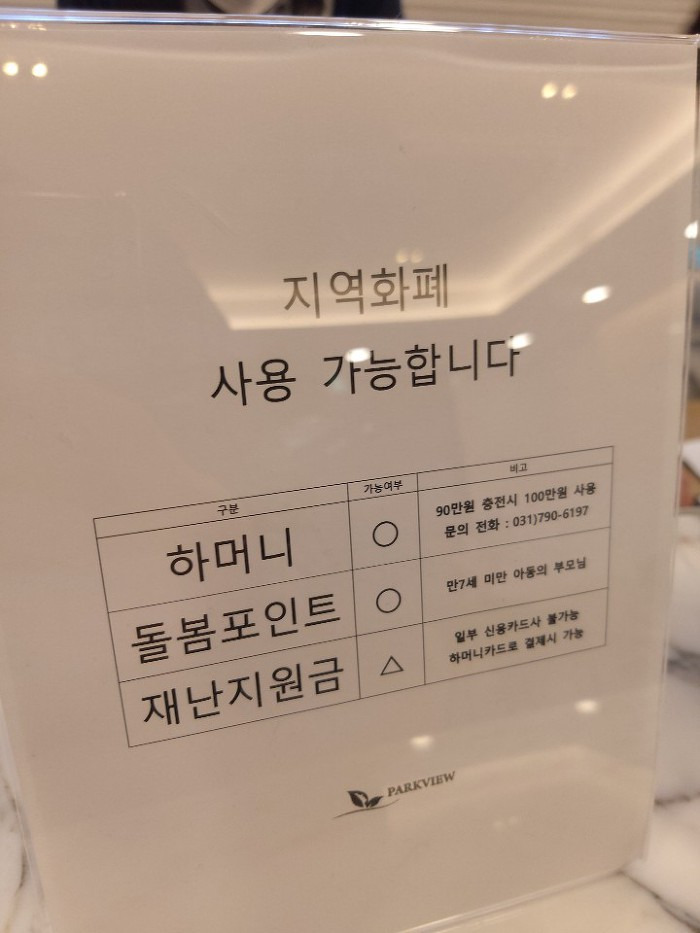 지역화폐
사용 가능합니다
구분 가능여부 비고
하머니 ○ 90만원 충전시 100만원 사용
문의 전화 : 031)790-6197
돌봄포인트 ○ 만7세 미만 아동의 부모님
재난지원금 △ 일부 신용카드사 불가능
하머니카드로 결제시 가능
PARKVIEW